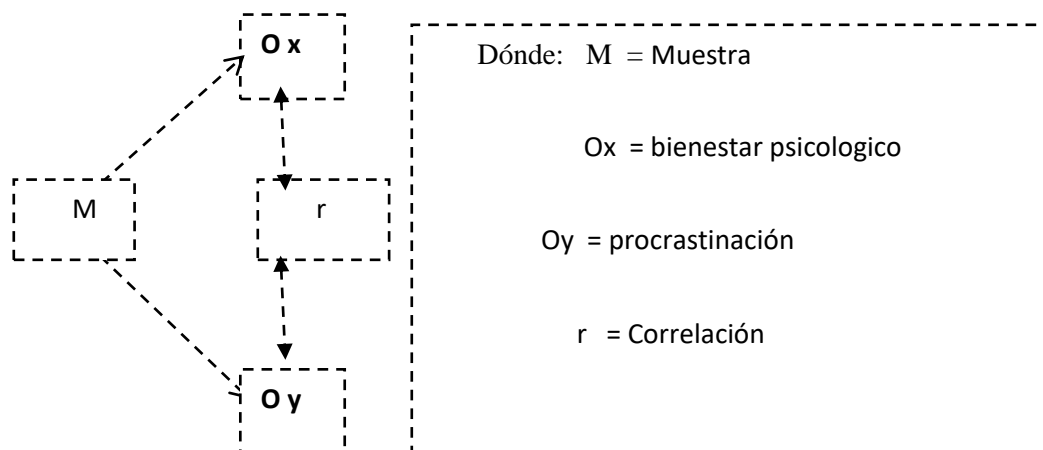 O x
Dónde: M = Muestra
Ox = bienestar psicologico
M
r
Oy = procrastinación
r = Correlación
O y